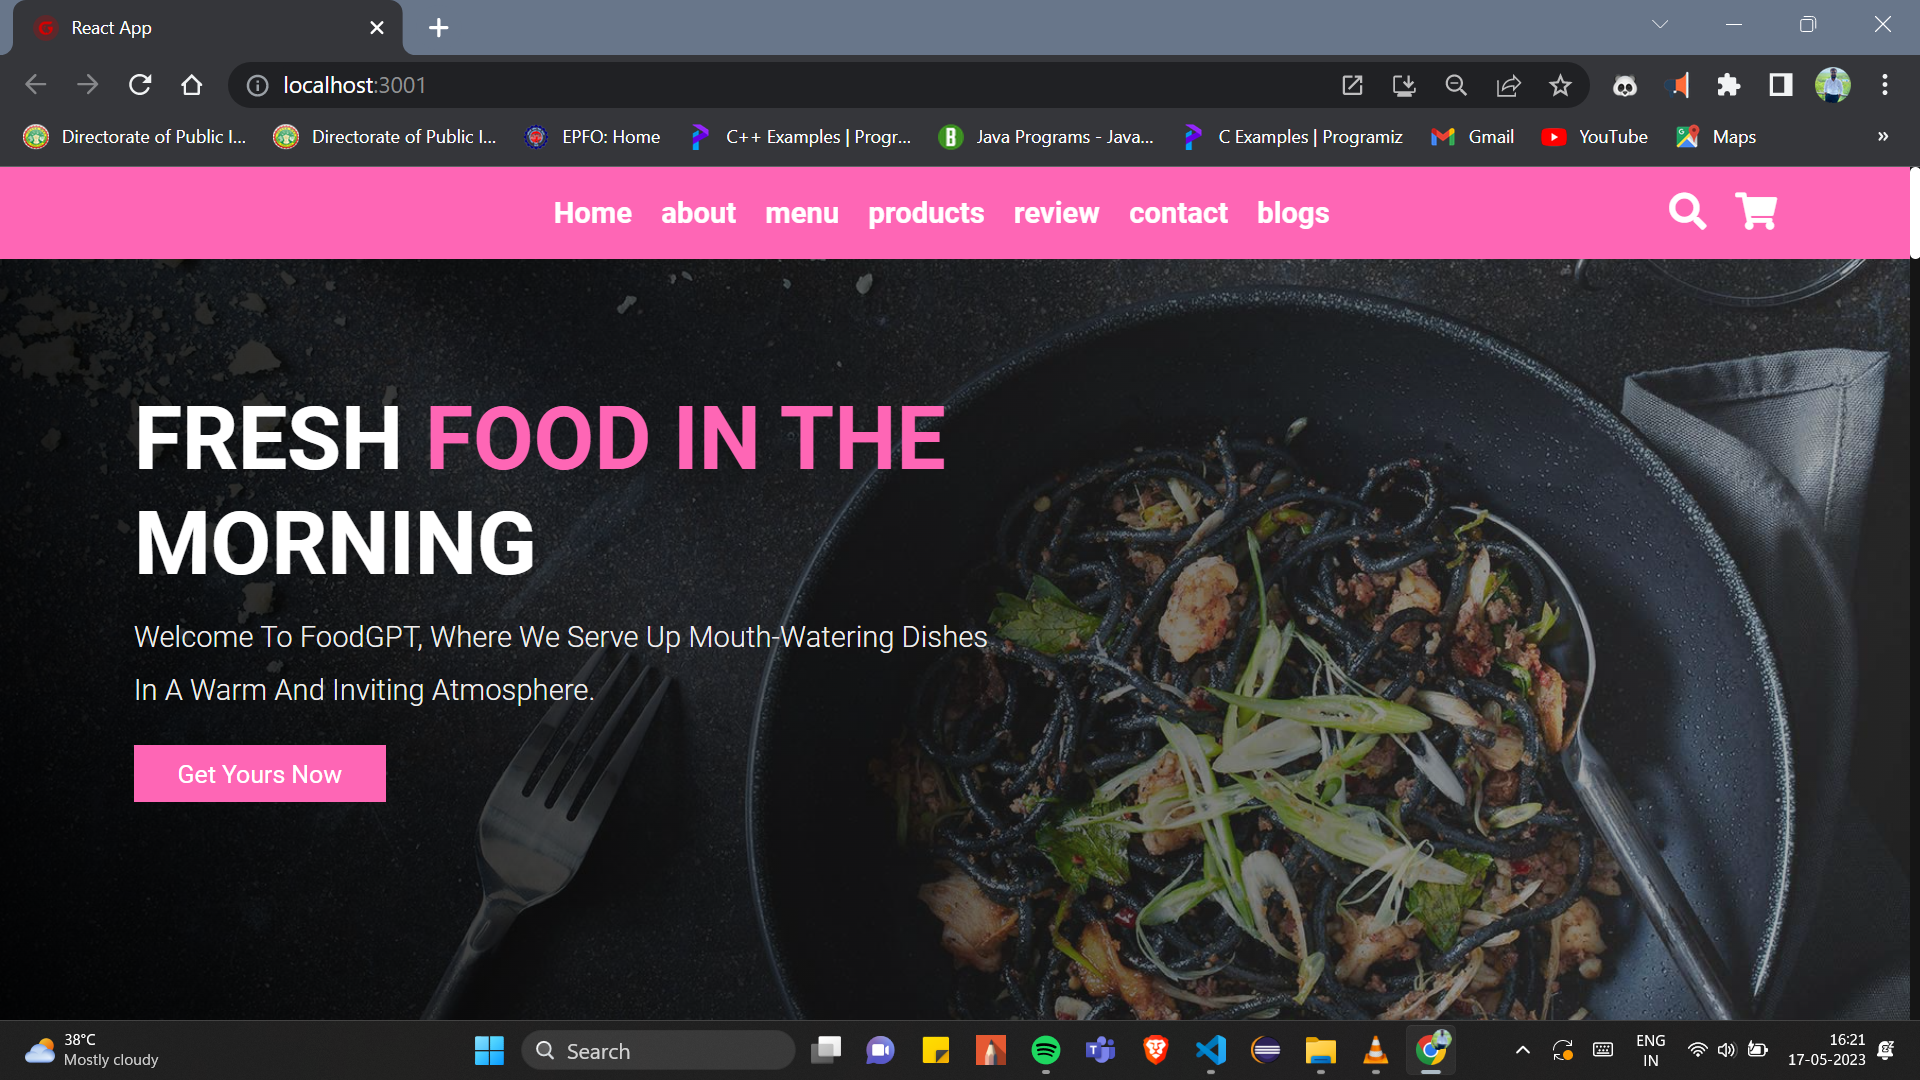 React App
localhost:3001
Directorate of Public I...
Directorate of Public I...
EPFO: Home
C++ Examples | Progr...
Java Programs - Java...
C Examples | Programiz
Gmail
YouTube
Maps
»
Home about menu products review contact blogs
FRESH FOOD IN THE
MORNING
Welcome To FoodGPT, Where We Serve Up Mouth-Watering Dishes
In A Warm And Inviting Atmosphere.
Get Yours Now
38°C
Mostly cloudy
Search
ENG
IN
16:21
17-05-2023